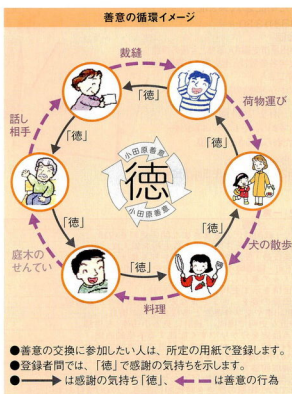 善意の循環イメージ
裁縫
荷物運び
「徳」
話し
相手
「徳」
「徳」
小田原善意
徳
小田原善意
「徳」
「徳」
犬の散歩
庭木の
せんてい
「徳」
料理
●善意の交換に参加したい人は、所定の用紙で登録します。
●登録者間では、「徳」で感謝の気持ちを示します。
●→は感謝の気持ち「徳」、←は善意の行為